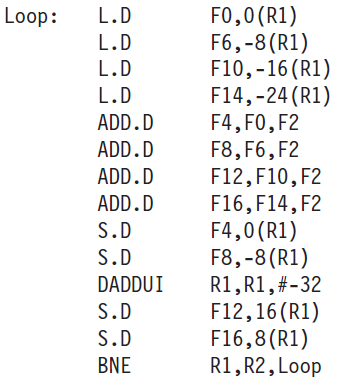 Loop: L.D F0,0(R1)
L.D F6,-8(R1)
L.D F10,-16(R1)
L.D F14,-24(R1)
ADD.D F4,F0,F2
ADD.D F8,F6,F2
ADD.D F12,F10,F2
ADD.D F16,F14,F2
S.D F4,0(R1)
S.D F8,-8(R1)
DADDUI R1,R1,#-32
S.D F12,16(R1)
S.D F16,8(R1)
BNE R1,R2,Loop